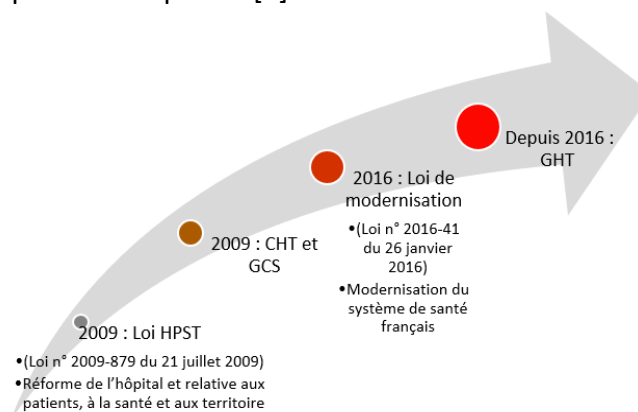 Depuis 2016 :
GHT
2016 : Loi de
modernisation
•(Loi n° 2016-41
du 26 janvier
2016)
•Modernisation du
système de santé
français
2009 : CHT et
GCS
2009 : Loi HPST
•(Loi n° 2009-879 du 21 juillet 2009)
•Réforme de l’hôpital et relative aux
patients, à la santé et aux territoire